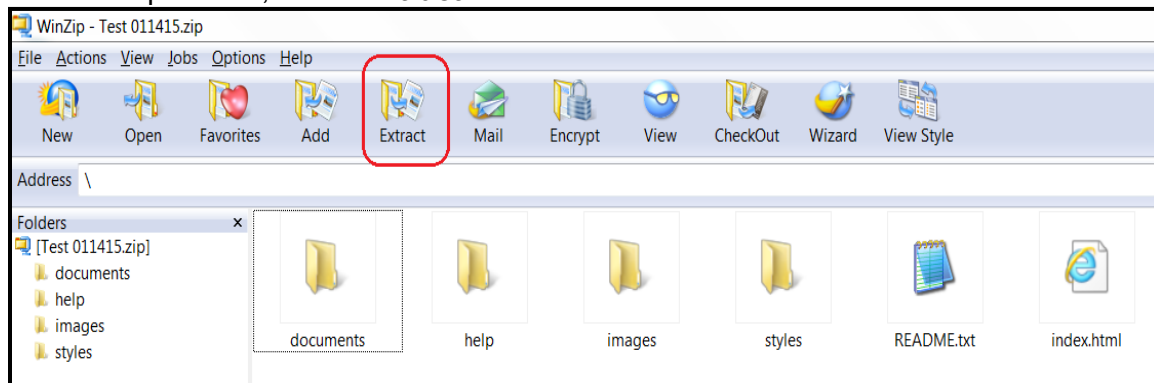 WinZip - Test 011415.zip
File Actions View Jobs Options Help
New Open Favorites Add Extract Mail Encrypt View CheckOut Wizard View Style
Address \
Folders x
[Test 011415.zip]
documents
help
images
styles
documents help images styles README.txt index.html